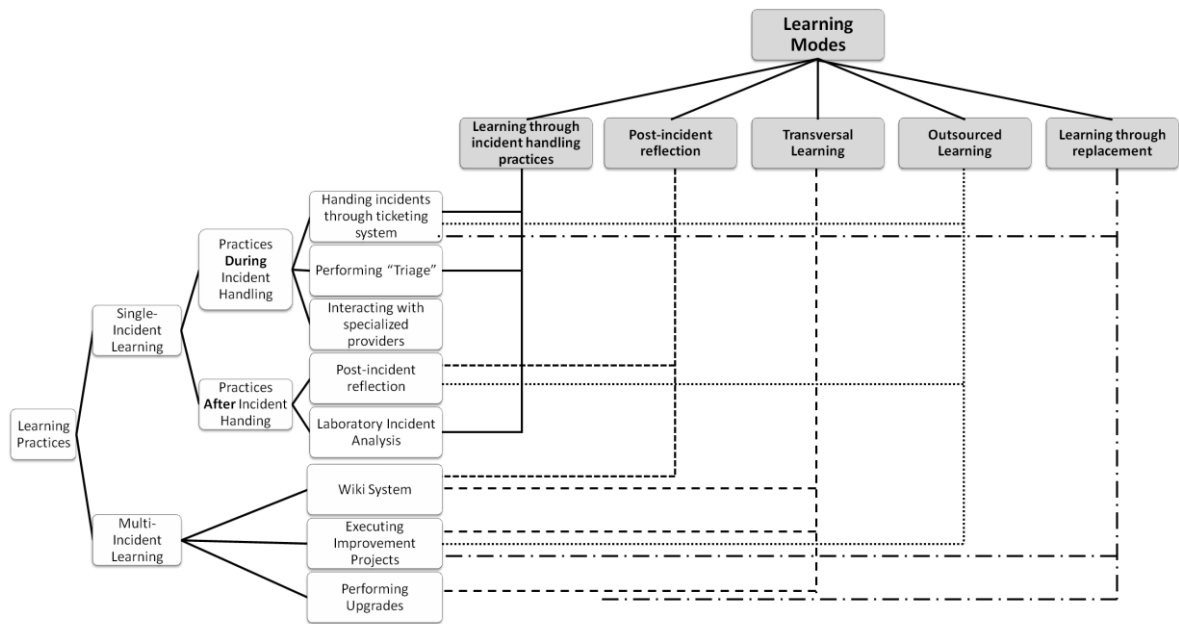 Learning
Modes
Learning through
incident handling
practices
Post-incident
reflection
Transversal
Learning
Outsourced
Learning
Learning through
replacement
Handing incidents
through ticketing
system
Practices
During
Incident
Handling
Performing “Triage”
Interacting with
specialized
providers
Single-
Incident
Learning
Post-incident
reflection
Practices
After Incident
Handing
Laboratory Incident
Analysis
Learning
Practices
Wiki System
Multi-
Incident
Learning
Executing
Improvement
Projects
Performing
Upgrades